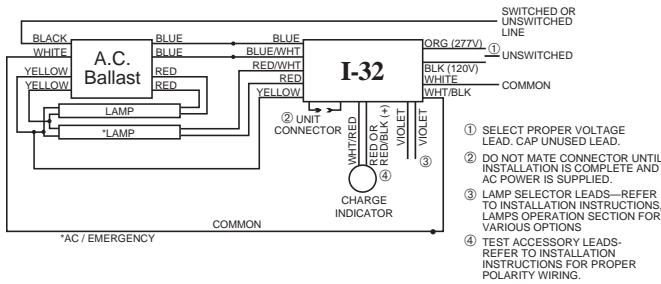 SWITCHED OR
UNSWITCHED
LINE
BLACK
BLUE
BLUE
ORG (277V)
①
UNSWITCHED
WHITE
BLUE
BLUE/WHT
A.C.
Ballast
I-32
BLK (120V)
YELLOW
RED
RED/WHT
WHITE
COMMON
YELLOW
RED
RED
WHT/BLK
YELLOW
LAMP
*LAMP
② UNIT
CONNECTOR
WHT/RED
RED OR
RED/BLK (+)
VIOLET
VIOLET
③
④
CHARGE
INDICATOR
COMMON
*AC / EMERGENCY
① SELECT PROPER VOLTAGE
LEAD. CAP UNUSED LEAD.
② DO NOT MATE CONNECTOR UNTIL
INSTALLATION IS COMPLETE AND
AC POWER IS SUPPLIED.
③ LAMP SELECTOR LEADS—REFER
TO INSTALLATION INSTRUCTIONS,
LAMPS OPERATION SECTION FOR
VARIOUS OPTIONS
④ TEST ACCESSORY LEADS-
REFER TO INSTALLATION
INSTRUCTIONS FOR PROPER
POLARITY WIRING.